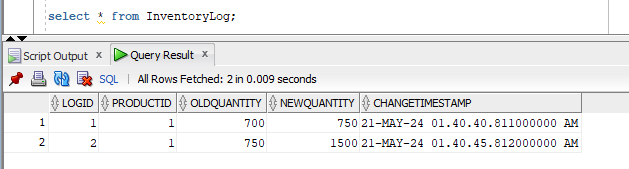 select * from InventoryLog;
Script Output x Query Result x
SQL | All Rows Fetched: 2 in 0.009 seconds
LOGID PRODUCTID OLDQUANTITY NEWQUANTITY CHANGETIMESTAMP
1 1 1 700 750 21-MAY-24 01.40.40.811000000 AM
2 2 1 750 1500 21-MAY-24 01.40.45.812000000 AM